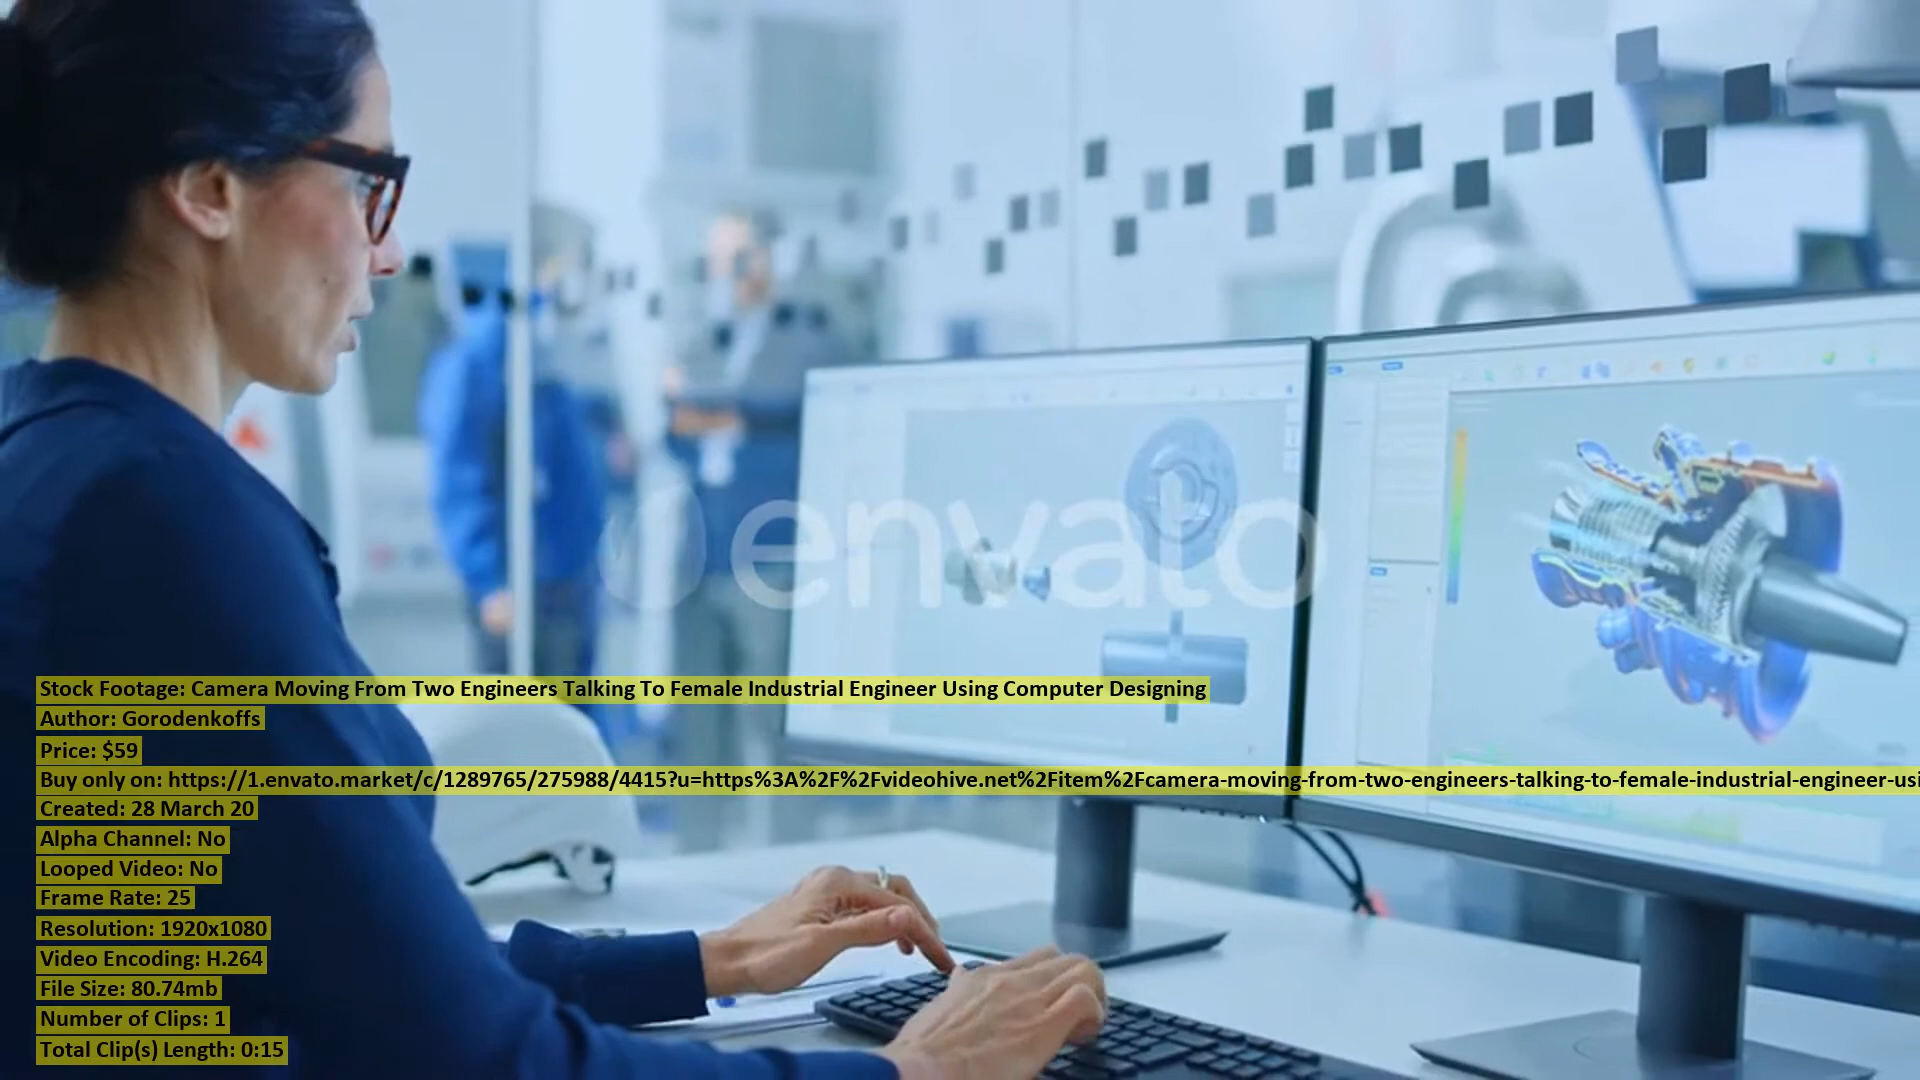 envato
Stock Footage: Camera Moving From Two Engineers Talking To Female Industrial Engineer Using Computer Designing
Author: Gorodenkoffs
Price: $59
Buy only on: https://1.envato.market/c/1289765/275988/4415?u=https%3A%2F%2Fvideohive.net%2Fitem%2Fcamera-moving-from-two-engineers-talking-to-female-industrial-engineer-usi
Created: 28 March 20
Alpha Channel: No
Looped Video: No
Frame Rate: 25
Resolution: 1920x1080
Video Encoding: H.264
File Size: 80.74mb
Number of Clips: 1
Total Clip(s) Length: 0:15